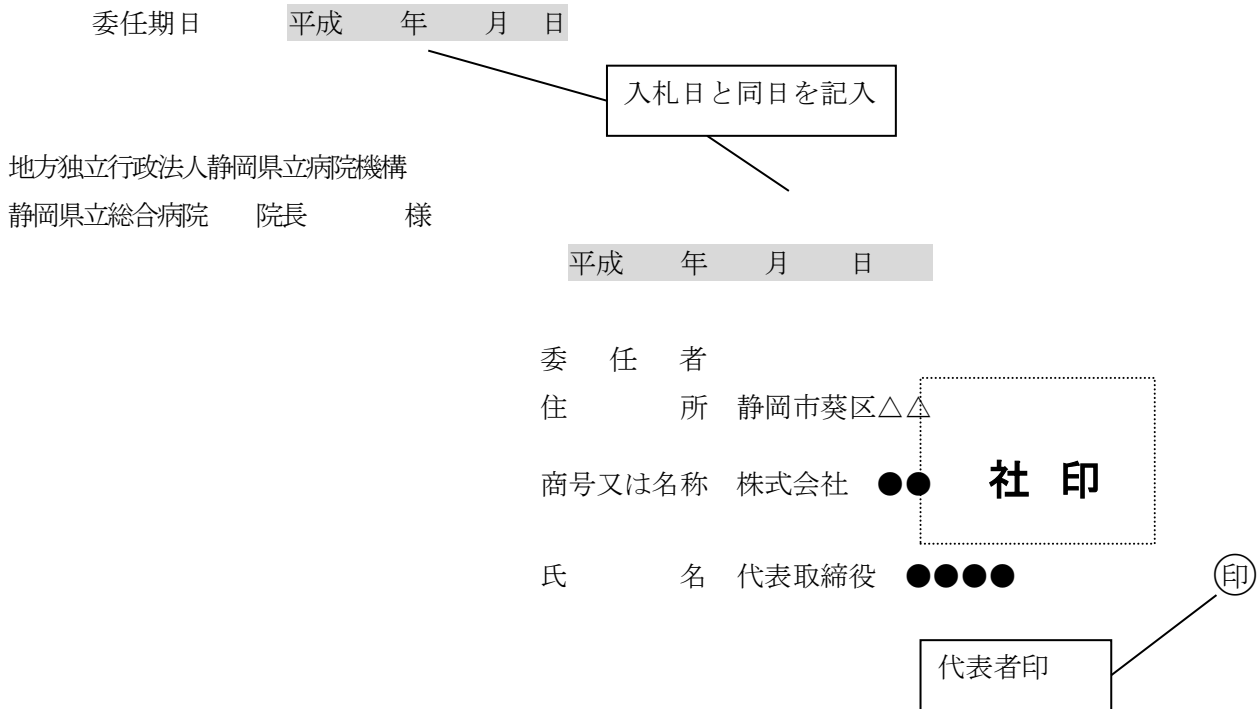 委任期日　平成　年　月　日
入札日と同日を記入
地方独立行政法人静岡県立病院機構
静岡県立総合病院　院長　様
平成　年　月　日
委　任　者
住　所　静岡市葵区△△
商号又は名称　株式会社　●●
社　印
氏　名　代表取締役　●●●●　㊞
代表者印